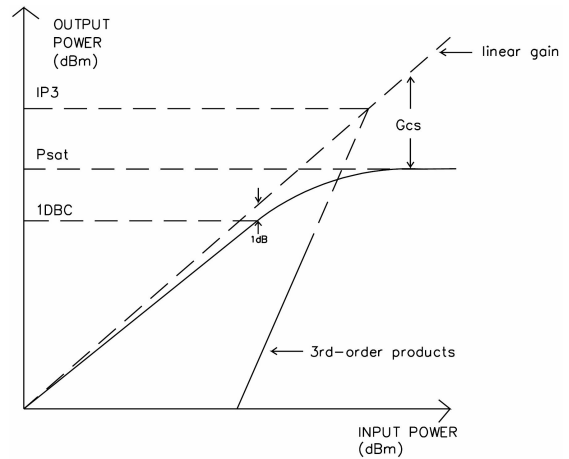 OUTPUT
POWER
(dBm)
linear gain
IP3
Gcs
Psat
1DBC
1dB
3rd-order products
INPUT POWER
(dBm)